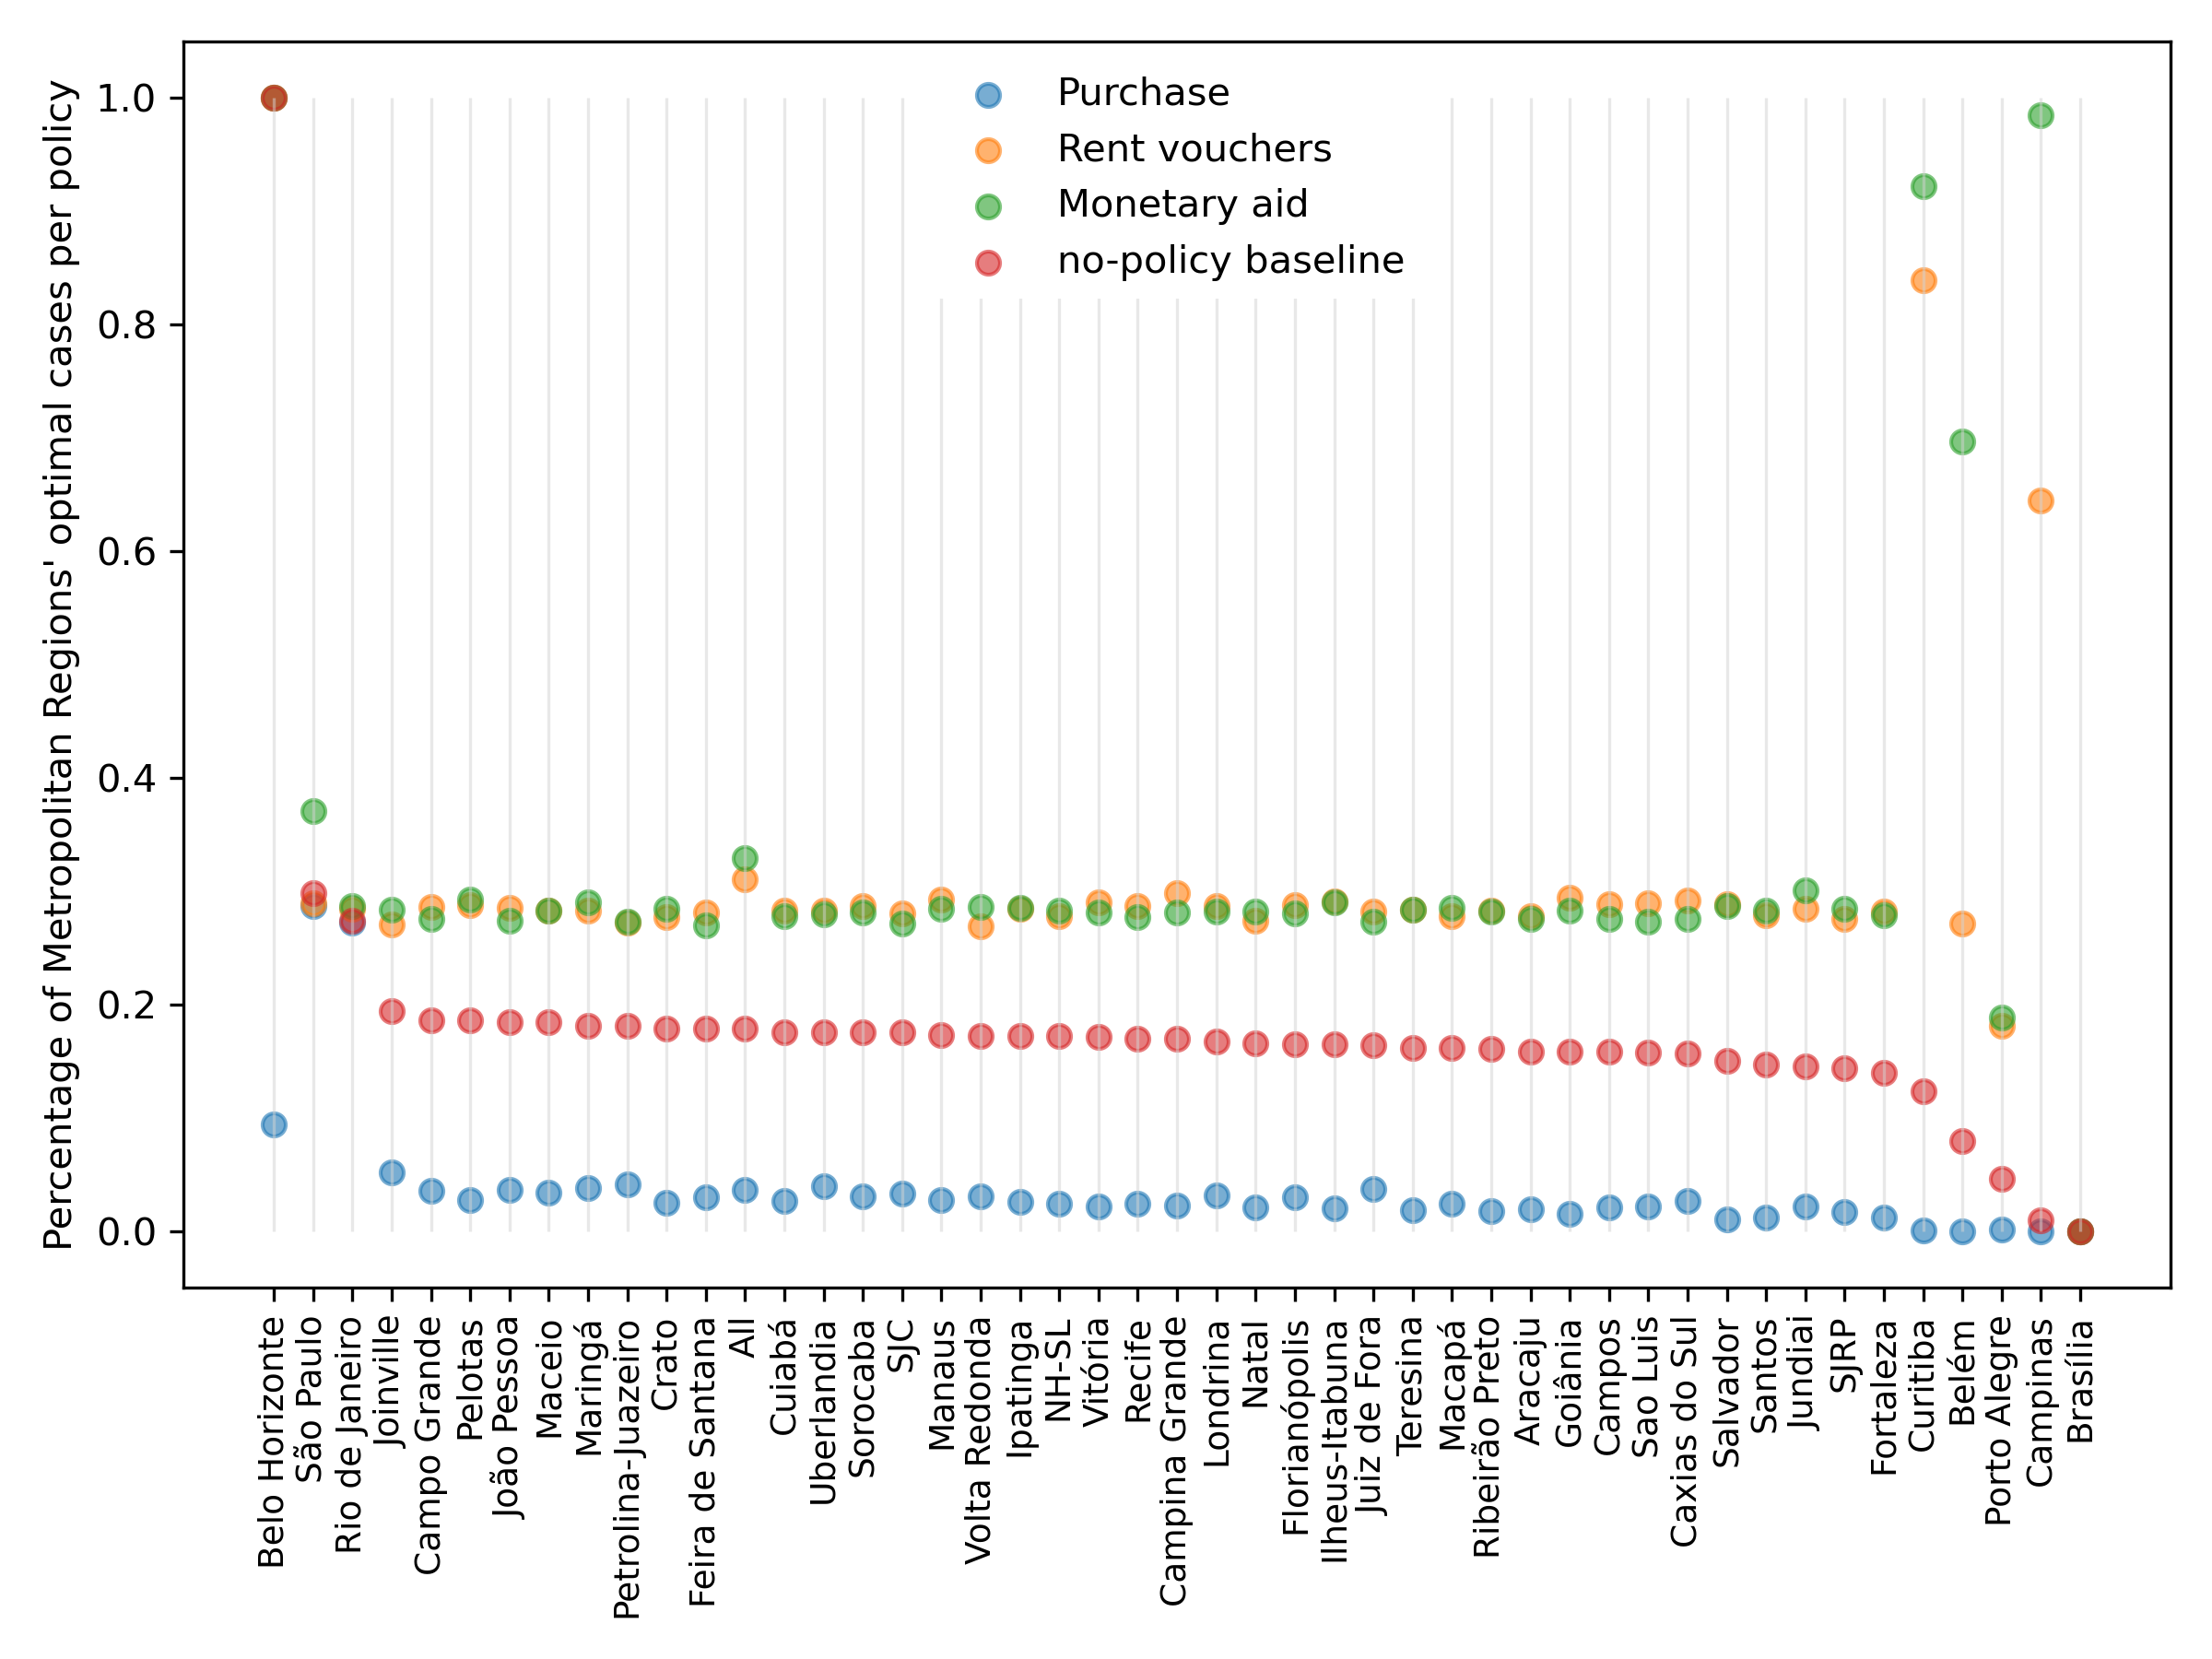 Percentage of Metropolitan Regions' optimal cases per policy
1.0
0.8
0.6
0.4
0.2
0.0
Purchase
Rent vouchers
Monetary aid
no-policy baseline
Belo Horizonte
São Paulo
Rio de Janeiro
Joinville
Campo Grande
Pelotas
João Pessoa
Maceio
Maringá
Petrolina-Juazeiro
Crato
Feira de Santana
All
Cuiabá
Uberlandia
Sorocaba
SJC
Manaus
Volta Redonda
Ipatinga
NH-SL
Vitória
Recife
Campina Grande
Londrina
Natal
Florianópolis
Ilheus-Itabuna
Juiz de Fora
Teresina
Macapá
Ribeirão Preto
Aracaju
Goiânia
Campos
Sao Luis
Caxias do Sul
Salvador
Santos
Jundiai
SJRP
Fortaleza
Curitiba
Belém
Porto Alegre
Campinas
Brasília